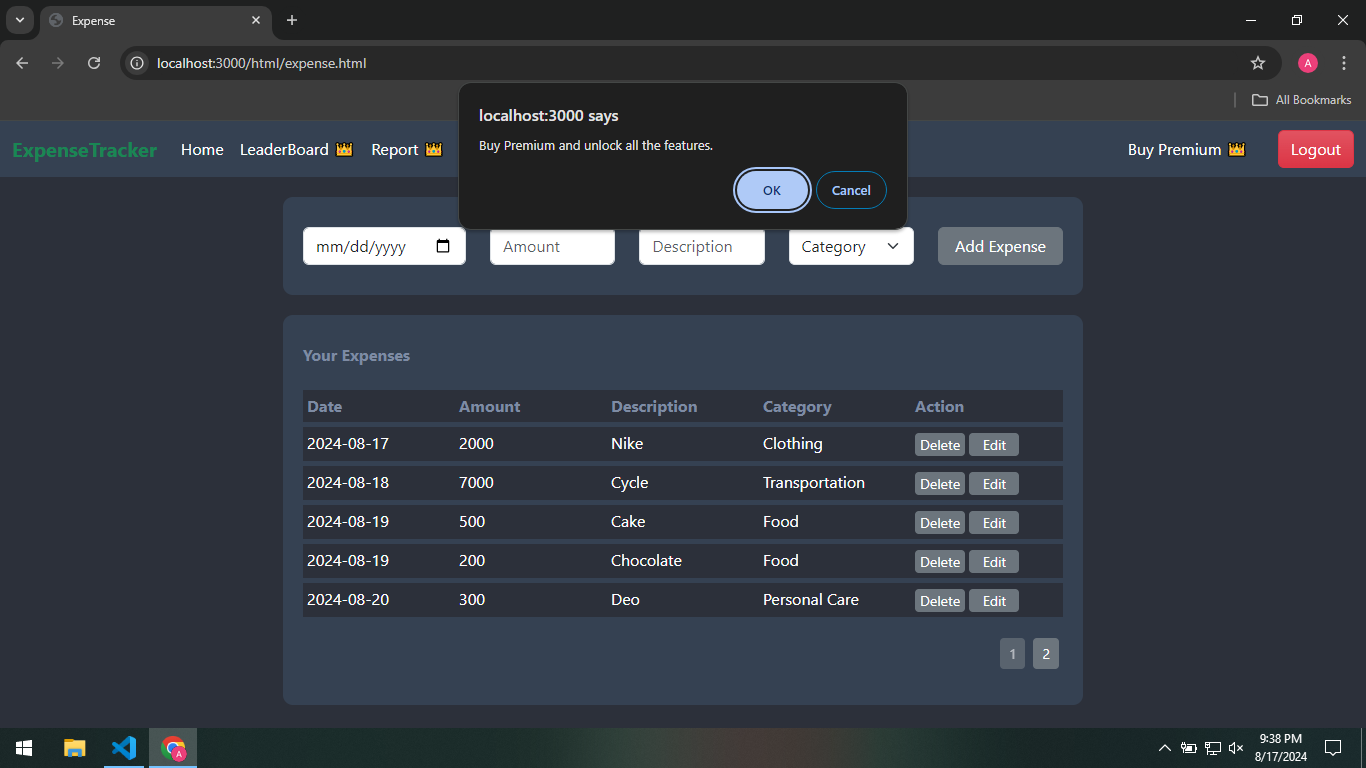 Expense
localhost:3000/html/expense.html
All Bookmarks
localhost:3000 says
Buy Premium and unlock all the features.
OK Cancel
ExpenseTracker Home LeaderBoard 👑 Report 👑 Buy Premium 👑 Logout
mm/dd/yyyy Amount Description Category Add Expense
Your Expenses
Date Amount Description Category Action
2024-08-17 2000 Nike Clothing Delete Edit
2024-08-18 7000 Cycle Transportation Delete Edit
2024-08-19 500 Cake Food Delete Edit
2024-08-19 200 Chocolate Food Delete Edit
2024-08-20 300 Deo Personal Care Delete Edit
1 2
A
A
9:38 PM
8/17/2024